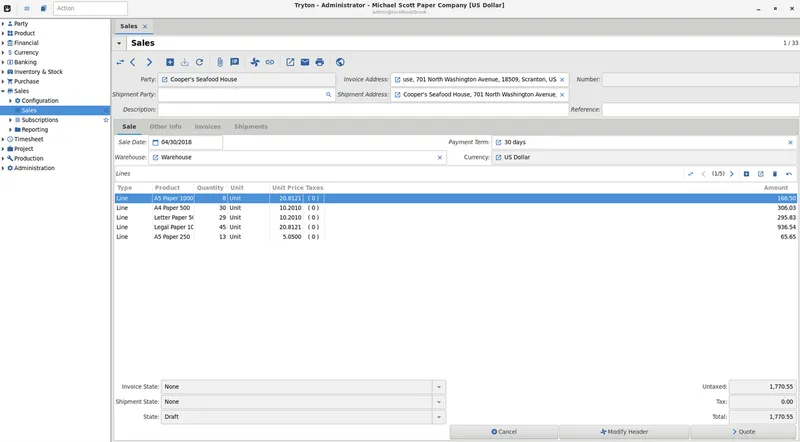 Tryton - Administrator - Michael Scott Paper Company [US Dollar]
Action
Party
Product
Financial
Currency
Banking
Inventory & Stock
Purchase
Sales
Configuration
Sales
Subscriptions
Reporting
Timesheet
Project
Production
Administration
Sales
Sales
1 / 33
Party: Cooper's Seafood House Invoice Address: use, 701 North Washington Avenue, 18509, Scranton, US Number:
Shipment Party: Shipment Address: Cooper's Seafood House, 701 North Washington Avenue,
Description: Reference:
Sale Other Info Invoices Shipments
Sale Date: 04/30/2018 Payment Term: 30 days
Warehouse: Warehouse Currency: US Dollar
Lines (1/5)
Type Product Quantity Unit Unit Price Taxes Amount
Line A5 Paper 1000 8 Unit 20.8121 ( 0 ) 166.50
Line A4 Paper 500 30 Unit 10.2010 ( 0 ) 306.03
Line Letter Paper 5( 29 Unit 10.2010 ( 0 ) 295.83
Line Legal Paper 1C 45 Unit 20.8121 ( 0 ) 936.54
Line A5 Paper 250 13 Unit 5.0500 ( 0 ) 65.65
Invoice State: None Untaxed: 1,770.55
Shipment State: None Tax: 0.00
State: Draft Total: 1,770.55
Cancel Modify Header Quote